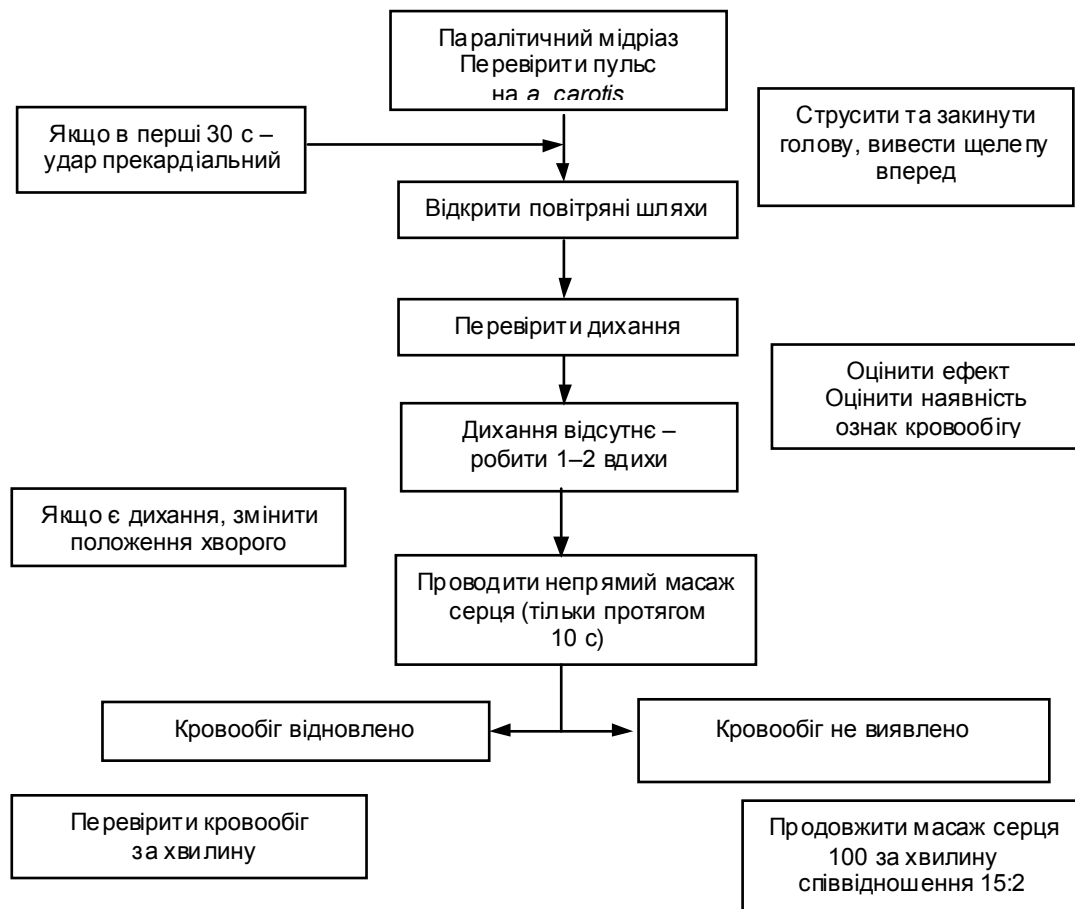 Паралітичний мідріаз
Перевірити пульс
на a. carotis
Якщо в перші 30 с –
удар прекардіальний
Струсити та закинути
голову, вивести щелепу
вперед
Відкрити повітряні шляхи
Перевірити дихання
Оцінити ефект
Оцінити наявність
ознак кровообігу
Дихання відсутнє –
робити 1–2 вдихи
Якщо є дихання, змінити
положення хворого
Проводити непрямий масаж
серця (тільки протягом
10 с)
Кровообіг відновлено
Кровообіг не виявлено
Перевірити кровообіг
за хвилину
Продовжити масаж серця
100 за хвилину
співвідношення 15:2